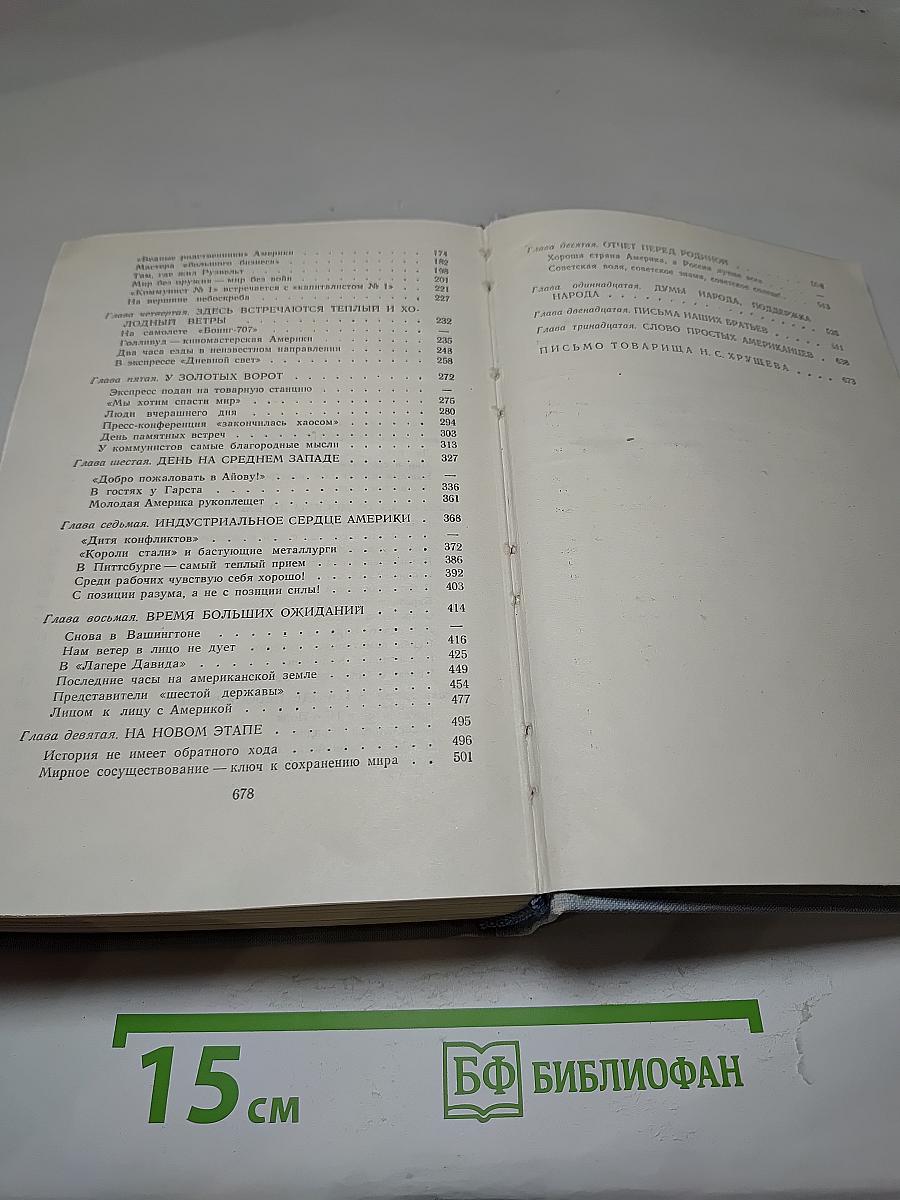 «Бедные родственники» Америки . . . . . . . . . . 174
Мастера «большого бизнеса» . . . . . . . . . . 182
Там, где жил Рузвельт . . . . . . . . . . 198
Мир без оружия — мир без войн . . . . . . . . . . 201
«Коммунист № 1» встречается с «капиталистом № 1» . . 221
На вершине небоскреба . . . . . . . . . . 227
Глава четвертая. ЗДЕСЬ ВСТРЕЧАЮТСЯ ТЕПЛЫЙ И ХО-
ЛОДНЫЙ ВЕТРЫ . . . . . . . . . . 232
На самолете «Боинг-707» . . . . . . . . . . —
Голливуд — киномастерская Америки . . . . . . . . 235
Два часа езды в неизвестном направлении . . . . . . 248
В экспрессе «Дневной свет» . . . . . . . . . . 258
Глава пятая. У ЗОЛОТЫХ ВОРОТ . . . . . . . . . . 272
Экспресс подан на товарную станцию . . . . . . . —
«Мы хотим спасти мир» . . . . . . . . . . 275
Люди вчерашнего дня . . . . . . . . . . 280
Пресс-конференция «закончилась хаосом» . . . . . . 294
День памятных встреч . . . . . . . . . . 303
У коммунистов самые благородные мысли . . . . . . 313
Глава шестая. ДЕНЬ НА СРЕДНЕМ ЗАПАДЕ . . . . . . 327
«Добро пожаловать в Айову!» . . . . . . . . . . —
В гостях у Гарста . . . . . . . . . . 336
Молодая Америка рукоплещет . . . . . . . . . . 361
Глава седьмая. ИНДУСТРИАЛЬНОЕ СЕРДЦЕ АМЕРИКИ . 368
«Дитя конфликтов» . . . . . . . . . . —
«Короли стали» и бастующие металлурги . . . . . . 372
В Питтсбурге — самый теплый прием . . . . . . . . 386
Среди рабочих чувствую себя хорошо! . . . . . . . 392
С позиции разума, а не с позиции силы! . . . . . . 403
Глава восьмая. ВРЕМЯ БОЛЬШИХ ОЖИДАНИЙ . . . . 414
Снова в Вашингтоне . . . . . . . . . . —
Нам ветер в лицо не дует . . . . . . . . . . 416
В «Лагере Давида» . . . . . . . . . . 425
Последние часы на американской земле . . . . . . . 449
Представители «шестой державы» . . . . . . . . . 454
Лицом к лицу с Америкой . . . . . . . . . . 477
Глава девятая. НА НОВОМ ЭТАПЕ . . . . . . . . . . 495
История не имеет обратного хода . . . . . . . . . 496
Мирное сосуществование — ключ к сохранению мира . . 501
678
Глава десятая. ОТЧЕТ ПЕРЕД РОДИНОЙ . . . . . .
Хороша страна Америка, а Россия лучше всех . . . . —
Советская воля, советское знамя, советское солнце! . .
Глава одиннадцатая. ДУМЫ НАРОДА, ПОДДЕРЖКА
НАРОДА . . . . . . . . . .
Глава двенадцатая. ПИСЬМА НАШИХ БРАТЬЕВ . . . . .
Глава тринадцатая. СЛОВО ПРОСТЫХ АМЕРИКАНЦЕВ . 638
ПИСЬМО ТОВАРИЩА Н. С. ХРУЩЕВА . . . . 673
15 см
БФ БИБЛИОФАН